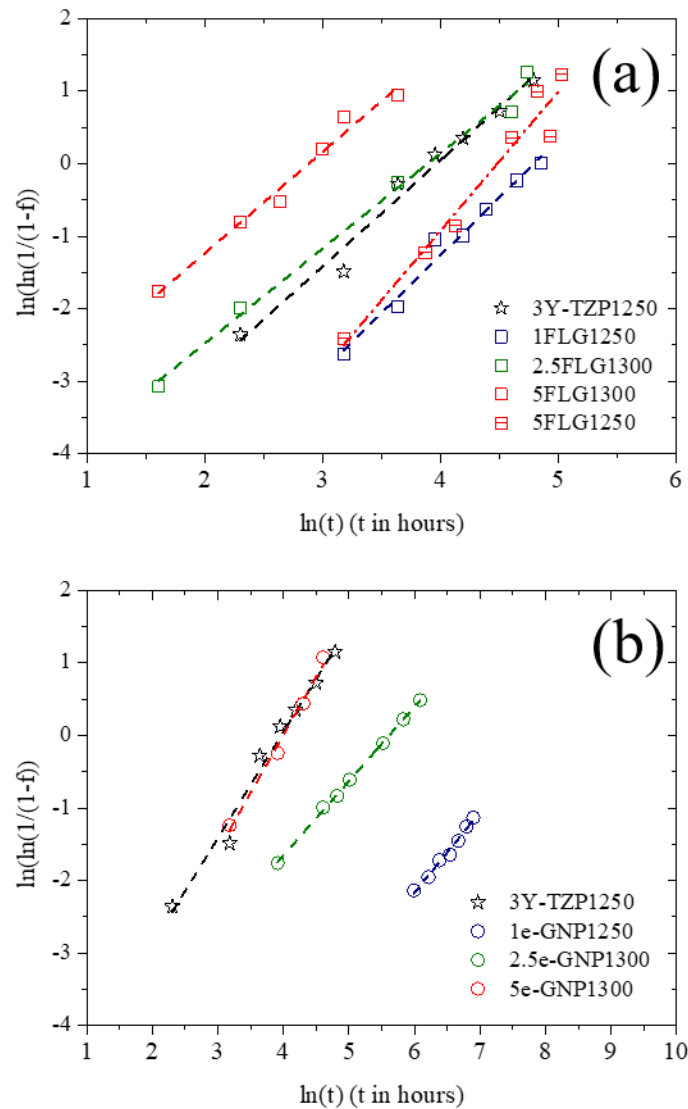 (a)
2
1
0
-1
-2
-3
-4
ln(ln(1/(1-f))
3Y-TZP1250
1FLG1250
2.5FLG1300
5FLG1300
5FLG1250
1 2 3 4 5 6
ln(t) (t in hours)
(b)
2
1
0
-1
-2
-3
-4
ln(ln(1/(1-f))
3Y-TZP1250
1e-GNP1250
2.5e-GNP1300
5e-GNP1300
1 2 3 4 5 6 7 8 9 10
ln(t) (t in hours)